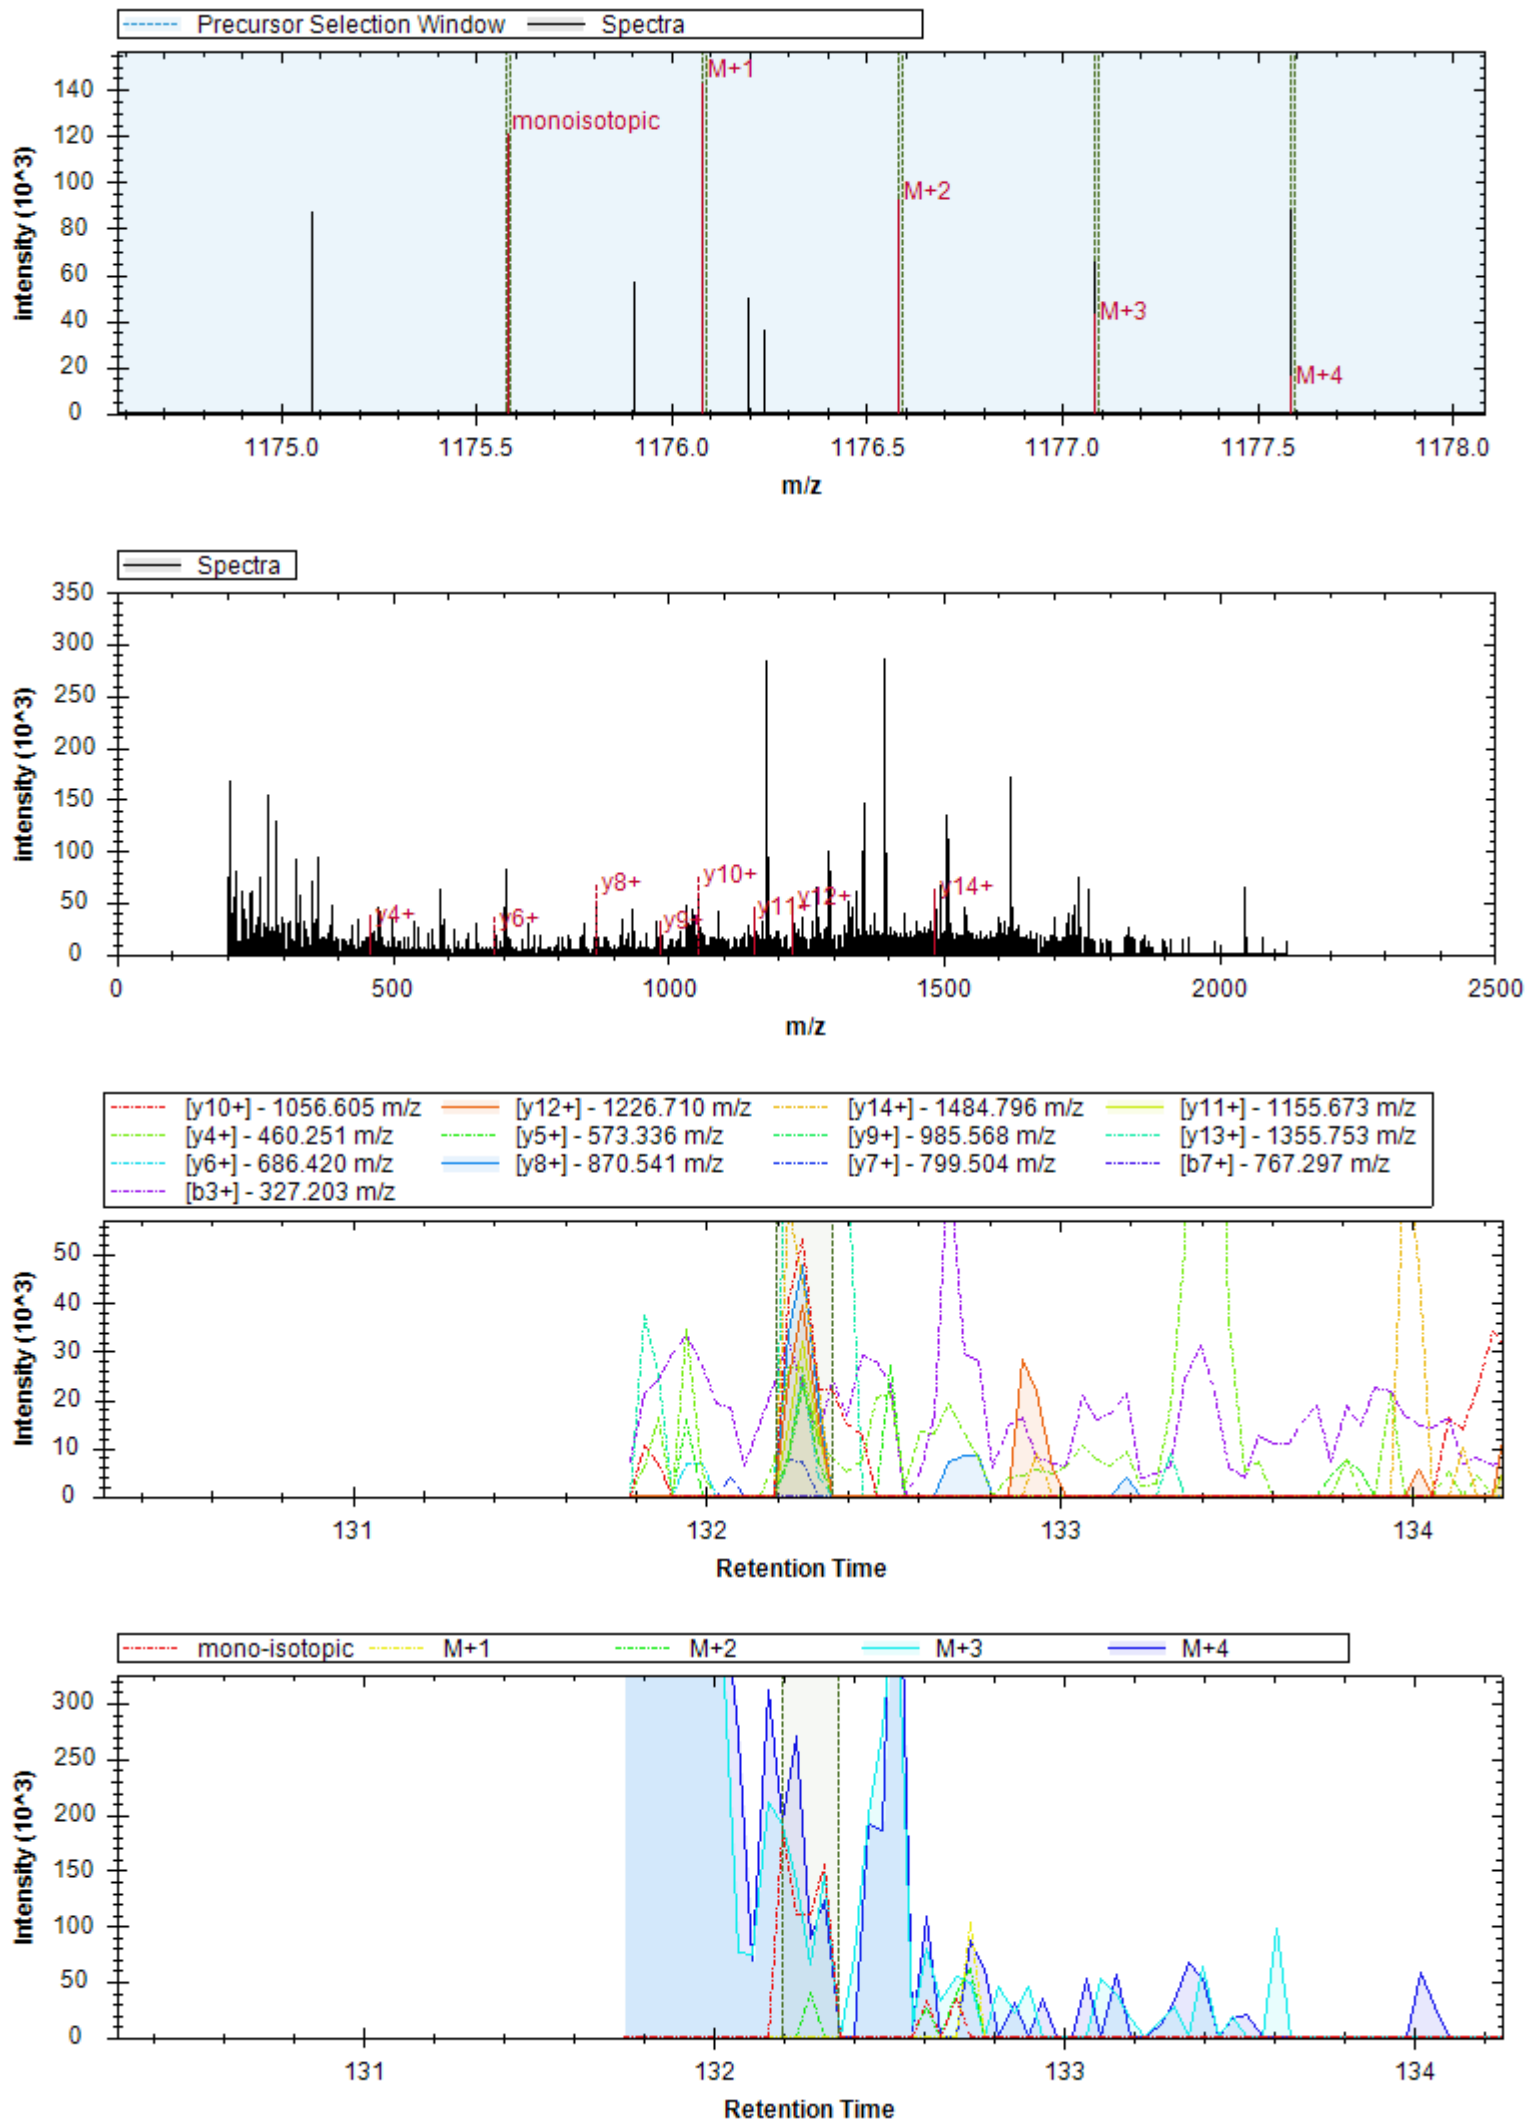 Precursor Selection Window Spectra
intensity (10^3)
140
120
100
80
60
40
20
0
monoisotopic
M+1
M+2
M+3
M+4
1175.0 1175.5 1176.0 1176.5 1177.0 1177.5 1178.0
m/z
Spectra
intensity (10^3)
350
300
250
200
150
100
50
0
y4+
y6+
y8+
y9+
y10+
y11+
y12+
y14+
0 500 1000 1500 2000 2500
m/z
[y10+] - 1056.605 m/z [y12+] - 1226.710 m/z [y14+] - 1484.796 m/z [y11+] - 1155.673 m/z
[y4+] - 460.251 m/z [y5+] - 573.336 m/z [y9+] - 985.568 m/z [y13+] - 1355.753 m/z
[y6+] - 686.420 m/z [y8+] - 870.541 m/z [y7+] - 799.504 m/z [b7+] - 767.297 m/z
[b3+] - 327.203 m/z
Intensity (10^3)
50
40
30
20
10
0
131 132 133 134
Retention Time
mono-isotopic M+1 M+2 M+3 M+4
Intensity (10^3)
300
250
200
150
100
50
0
131 132 133 134
Retention Time